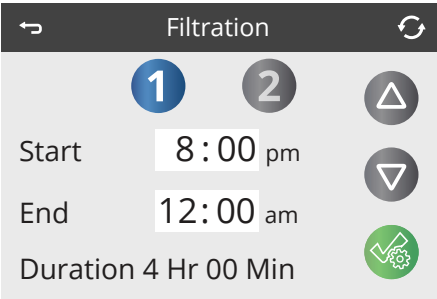 Filtration
1 2
Start 8:00 pm
End 12:00 am
Duration 4 Hr 00 Min